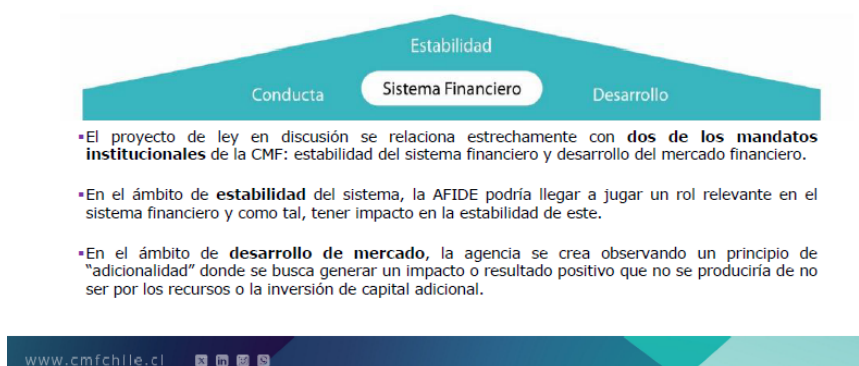 Estabilidad
Conducta
Sistema Financiero
Desarrollo
▪El proyecto de ley en discusión se relaciona estrechamente con dos de los mandatos
institucionales de la CMF: estabilidad del sistema financiero y desarrollo del mercado financiero.
▪En el ámbito de estabilidad del sistema, la AFIDE podría llegar a jugar un rol relevante en el
sistema financiero y como tal, tener impacto en la estabilidad de este.
▪En el ámbito de desarrollo de mercado, la agencia se crea observando un principio de
“adicionalidad” donde se busca generar un impacto o resultado positivo que no se produciría de no
ser por los recursos o la inversión de capital adicional.
www.cmfchile.cl